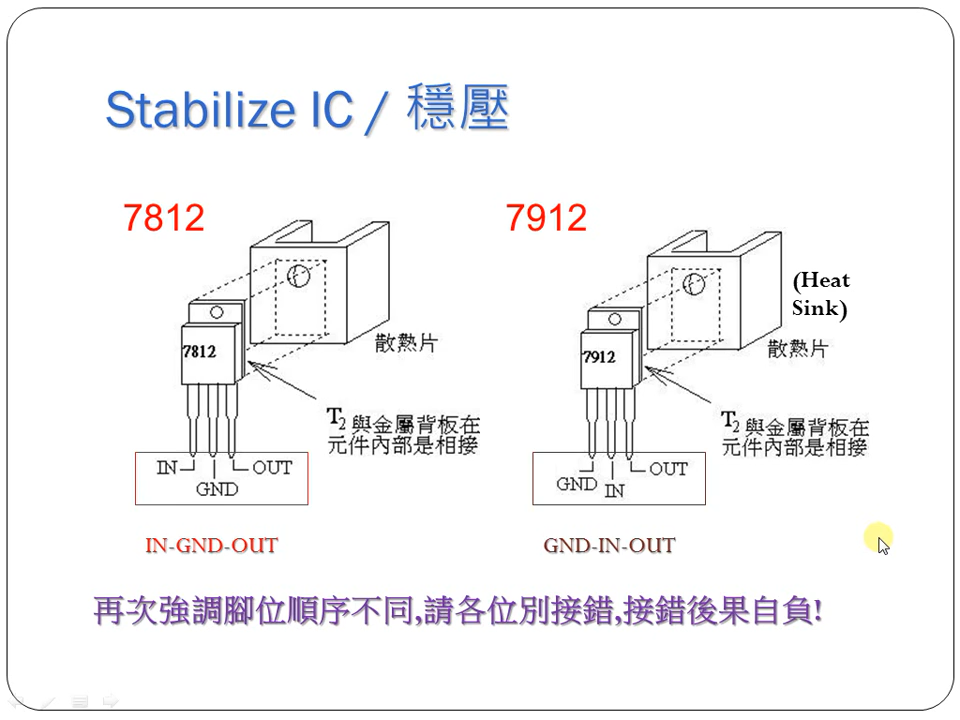 Stabilize IC / 穩壓
7812
7912
(Heat
Sink)
散熱片
散熱片
7812
7912
T2 與金屬背板在
元件內部是相接
T2 與金屬背板在
元件內部是相接
IN
OUT
GND
GND
IN
OUT
IN-GND-OUT
GND-IN-OUT
再次強調腳位順序不同,請各位別接錯,接錯後果自負!